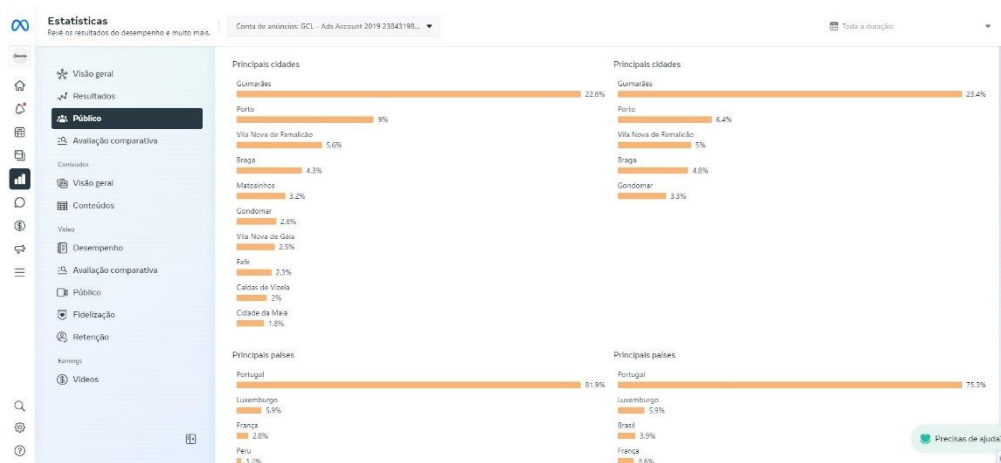 Estatísticas
Revê os resultados do desempenho e muito mais.
Conta de anúncios: GCL - Ads Account 2019 23843198...
Toda a duração:
Visão geral
Resultados
Público
Avaliação comparativa
Conteúdos
Visão geral
Conteúdos
Vídeo
Desempenho
Avaliação comparativa
Público
Fidelização
Retenção
Earnings
Vídeos
Principais cidades
Guimarães
22.6%
Porto
9%
Vila Nova de Famalicão
5.6%
Braga
4.3%
Matosinhos
3.2%
Gondomar
2.6%
Vila Nova de Gaia
2.5%
Fafe
2.3%
Caldas de Vizela
2%
Cidade da Maia
1.8%
Principais países
Portugal
81.9%
Luxemburgo
5.9%
França
2.6%
Peru
1.2%
Principais cidades
Guimarães
23.4%
Porto
6.4%
Vila Nova de Famalicão
5%
Braga
4.8%
Gondomar
3.3%
Principais países
Portugal
75.3%
Luxemburgo
5.9%
Brasil
3.9%
França
3.6%
Precisas de ajuda?